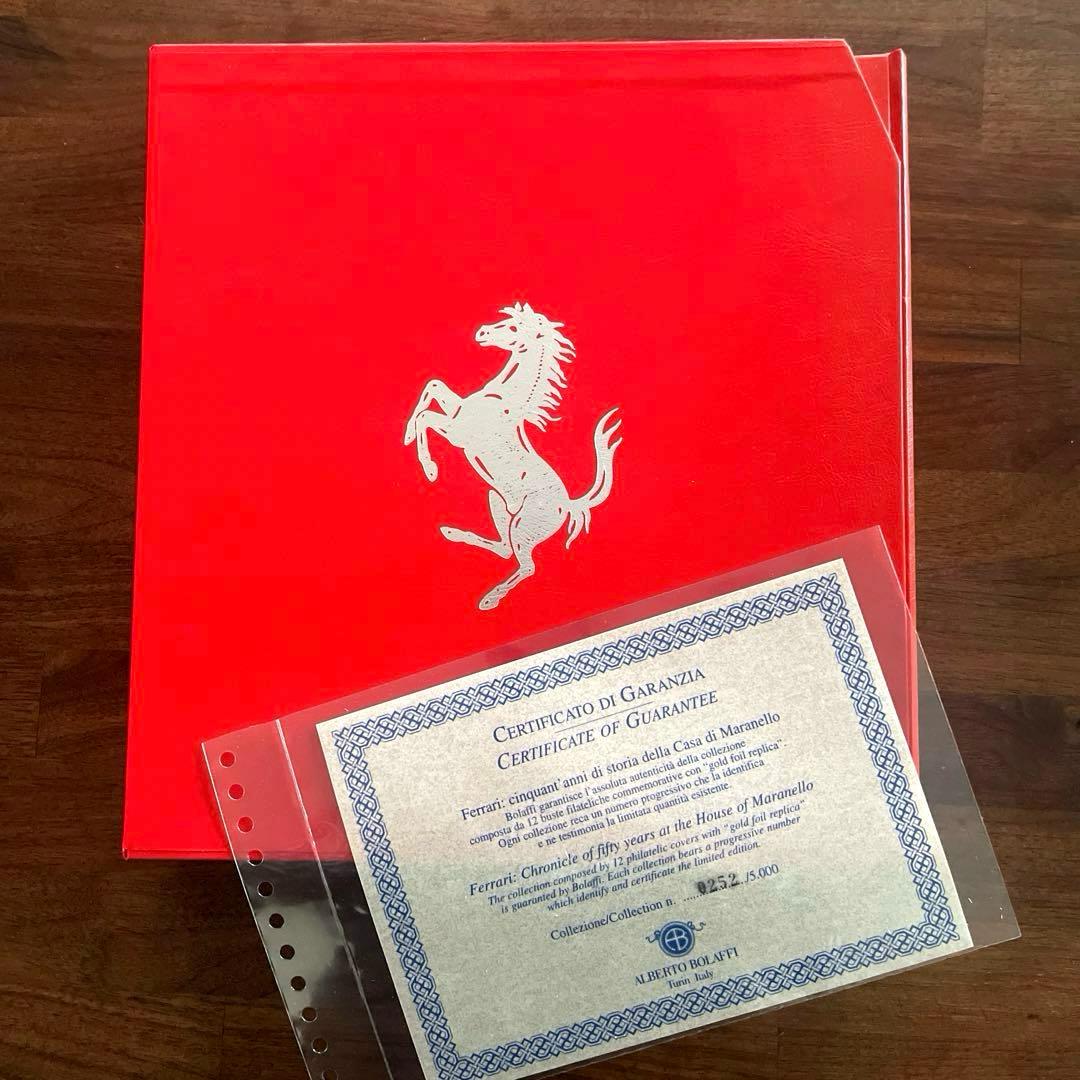 CERTIFICATO DI GARANZIA
CERTIFICATE OF GUARANTEE
Ferrari: cinquant'anni di storia della Casa di Maranello
Bolaffi garantisce l'assoluta autenticità della collezione
composta da 12 buste filateliche commemorative con "gold foil replica".
Ogni collezione reca un numero progressivo che la identifica
e ne testimonia la limitata quantità esistente
Ferrari: Chronicle of fifty years at the House of Maranello
The collection composed by 12 philatelic covers with "gold foil replica"
is guaranteed by Bolaffi. Each collection bears a progressive number
which identify and certificate the limited edition.
Collezione/Collection n. .....0252./5.000
AB
ALBERTO BOLAFFI
Turin Italy